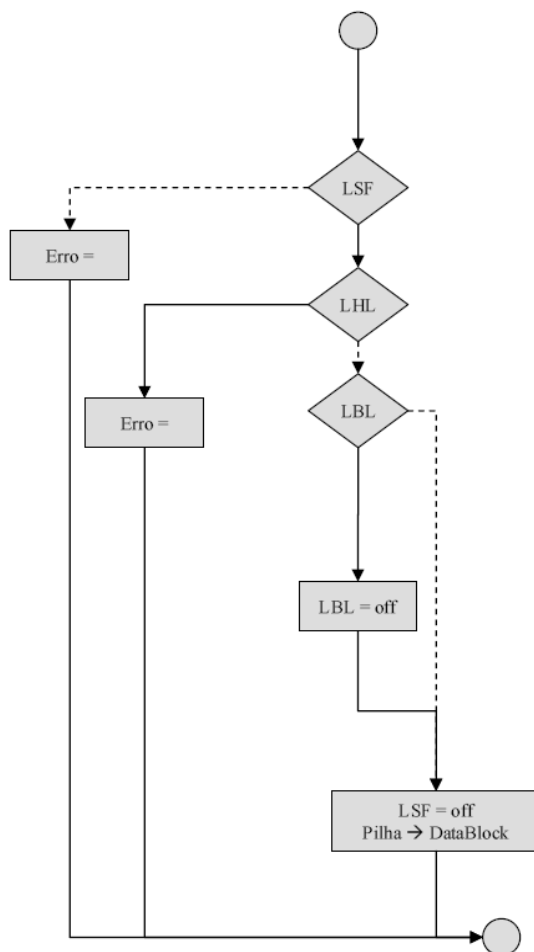 LSF
Erro =
LHL
Erro =
LBL
LBL = off
LSF = off
Pilha → DataBlock